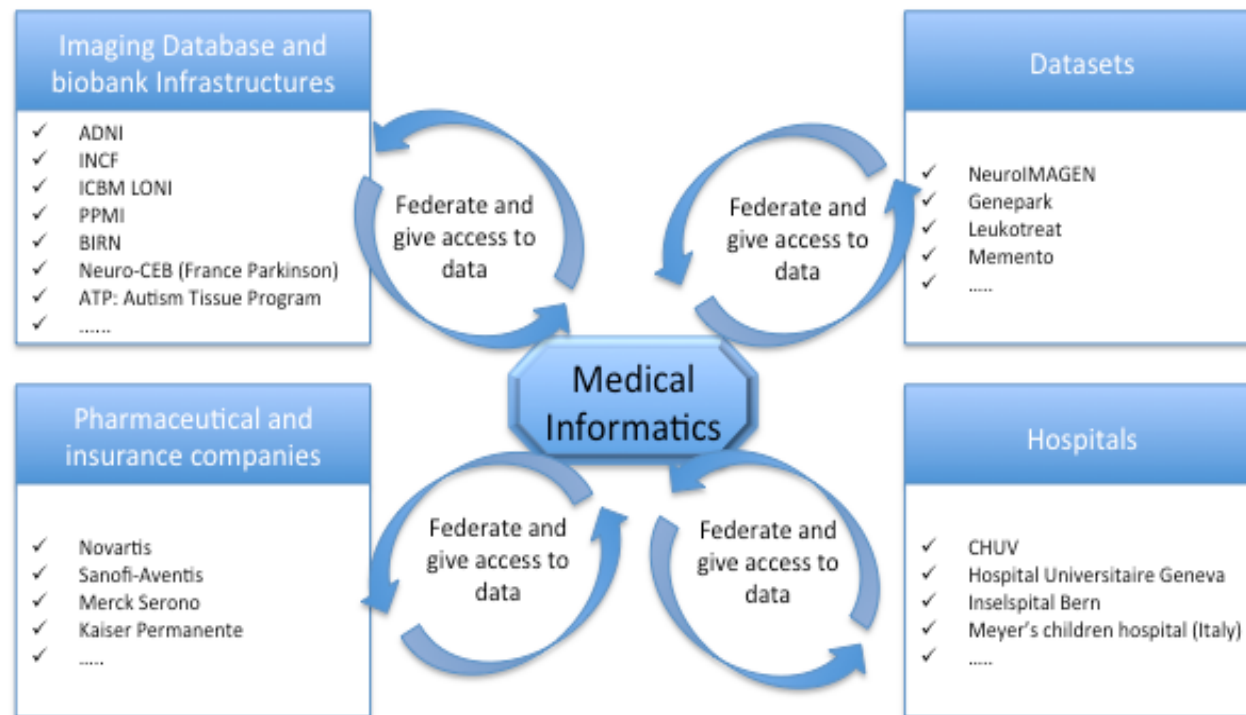 Imaging Database and
biobank Infrastructures
✓ ADNI
✓ INCF
✓ ICBM LONI
✓ PPMI
✓ BIRN
✓ Neuro-CEB (France Parkinson)
✓ ATP: Autism Tissue Program
✓ ......
Federate and
give access to
data
Datasets
✓ NeuroIMAGEN
✓ Genepark
✓ Leukotreat
✓ Memento
✓ .....
Federate and
give access to
data
Medical
Informatics
Pharmaceutical and
insurance companies
✓ Novartis
✓ Sanofi-Aventis
✓ Merck Serono
✓ Kaiser Permanente
✓ .....
Federate and
give access to
data
Hospitals
✓ CHUV
✓ Hospital Universitaire Geneva
✓ Inselspital Bern
✓ Meyer's children hospital (Italy)
✓ .....
Federate and
give access to
data